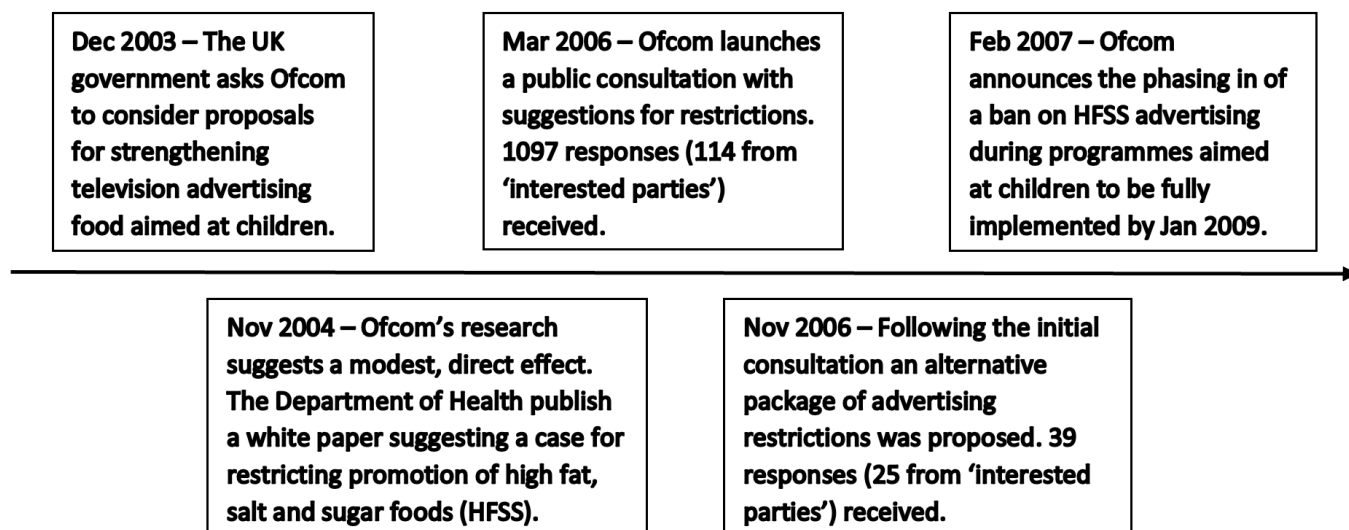 Dec 2003 – The UK
government asks Ofcom
to consider proposals
for strengthening
television advertising
food aimed at children.
Mar 2006 – Ofcom launches
a public consultation with
suggestions for restrictions.
1097 responses (114 from
‘interested parties’)
received.
Feb 2007 – Ofcom
announces the phasing in of
a ban on HFSS advertising
during programmes aimed
at children to be fully
implemented by Jan 2009.
Nov 2004 – Ofcom’s research
suggests a modest, direct effect.
The Department of Health publish
a white paper suggesting a case for
restricting promotion of high fat,
salt and sugar foods (HFSS).
Nov 2006 – Following the initial
consultation an alternative
package of advertising
restrictions was proposed. 39
responses (25 from ‘interested
parties’) received.